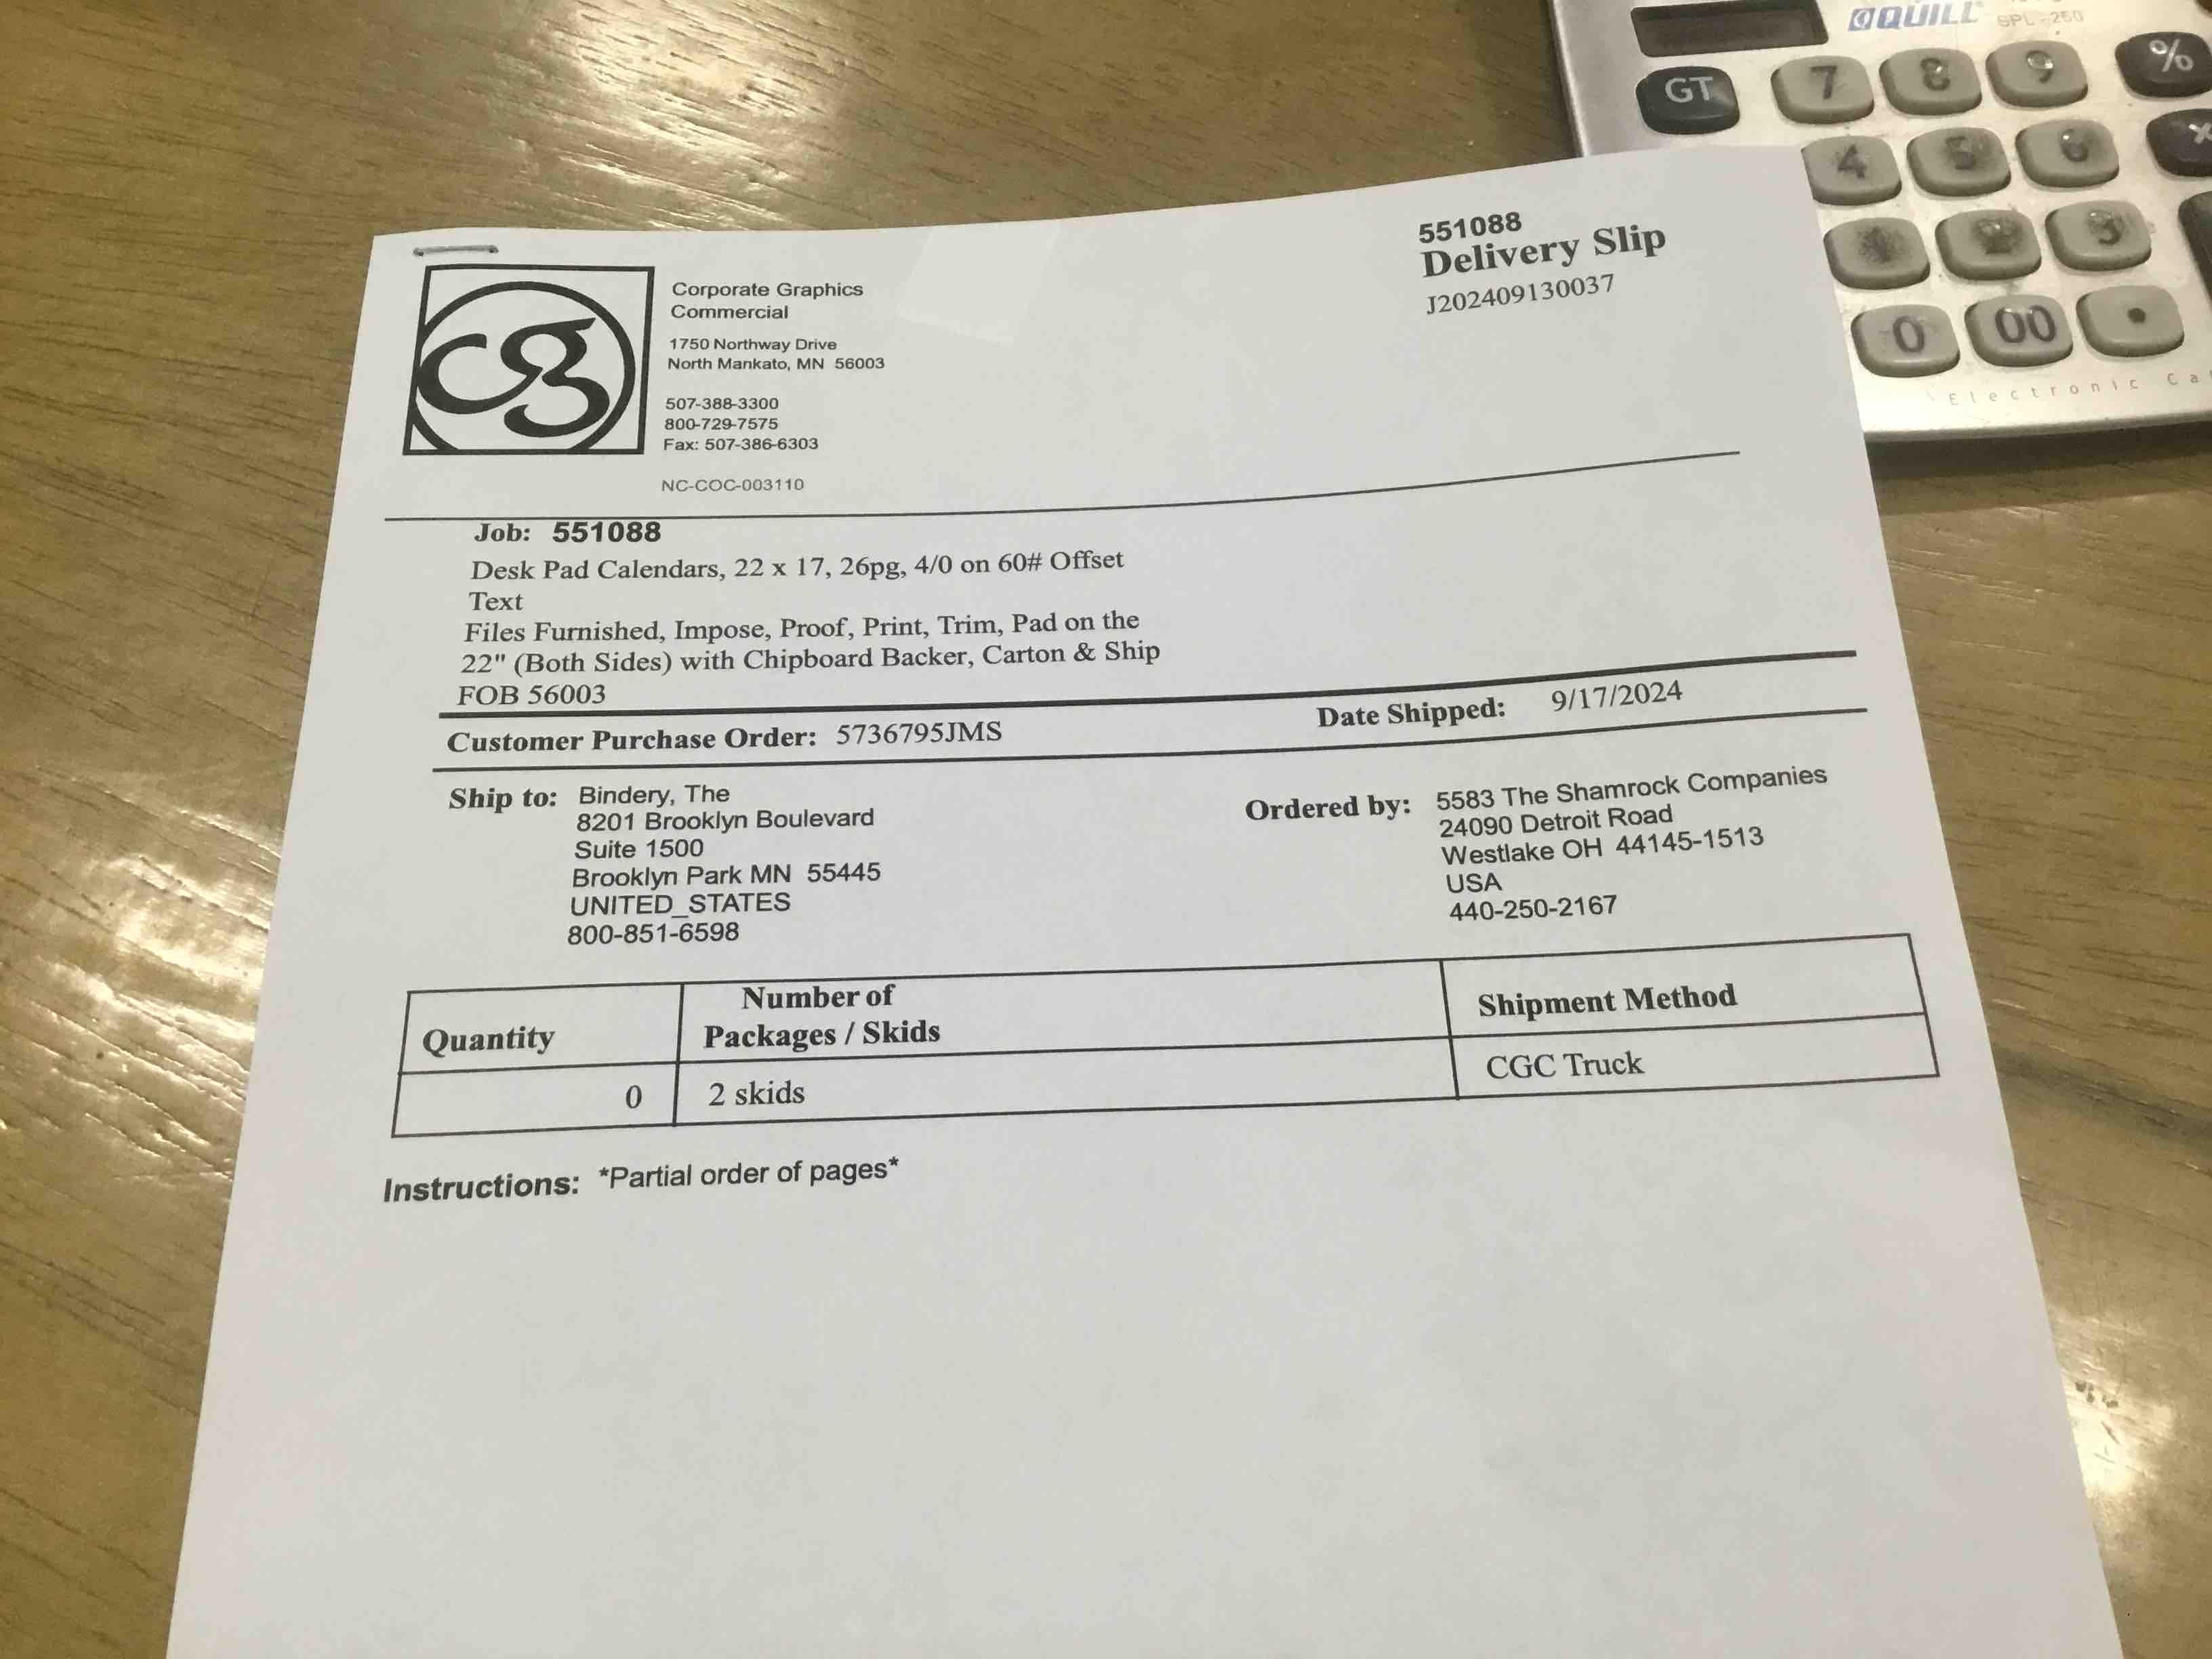 QUILL SPL-250
GT 7 8 9 %
4 5 6 ×
3
0 00 •
Electronic
551088
Delivery Slip
J202409130037
cg
Corporate Graphics
Commercial
1750 Northway Drive
North Mankato, MN 56003
507-388-3300
800-729-7575
Fax: 507-386-6303
NC-COC-003110
Job: 551088
Desk Pad Calendars, 22 x 17, 26pg, 4/0 on 60# Offset
Text
Files Furnished, Impose, Proof, Print, Trim, Pad on the
22" (Both Sides) with Chipboard Backer, Carton & Ship
FOB 56003
Customer Purchase Order: 5736795JMS
Date Shipped: 9/17/2024
Ship to: Bindery, The
8201 Brooklyn Boulevard
Suite 1500
Brooklyn Park MN 55445
UNITED_STATES
800-851-6598
Ordered by: 5583 The Shamrock Companies
24090 Detroit Road
Westlake OH 44145-1513
USA
440-250-2167
Quantity
Number of
Packages / Skids
Shipment Method
0
2 skids
CGC Truck
Instructions: *Partial order of pages*